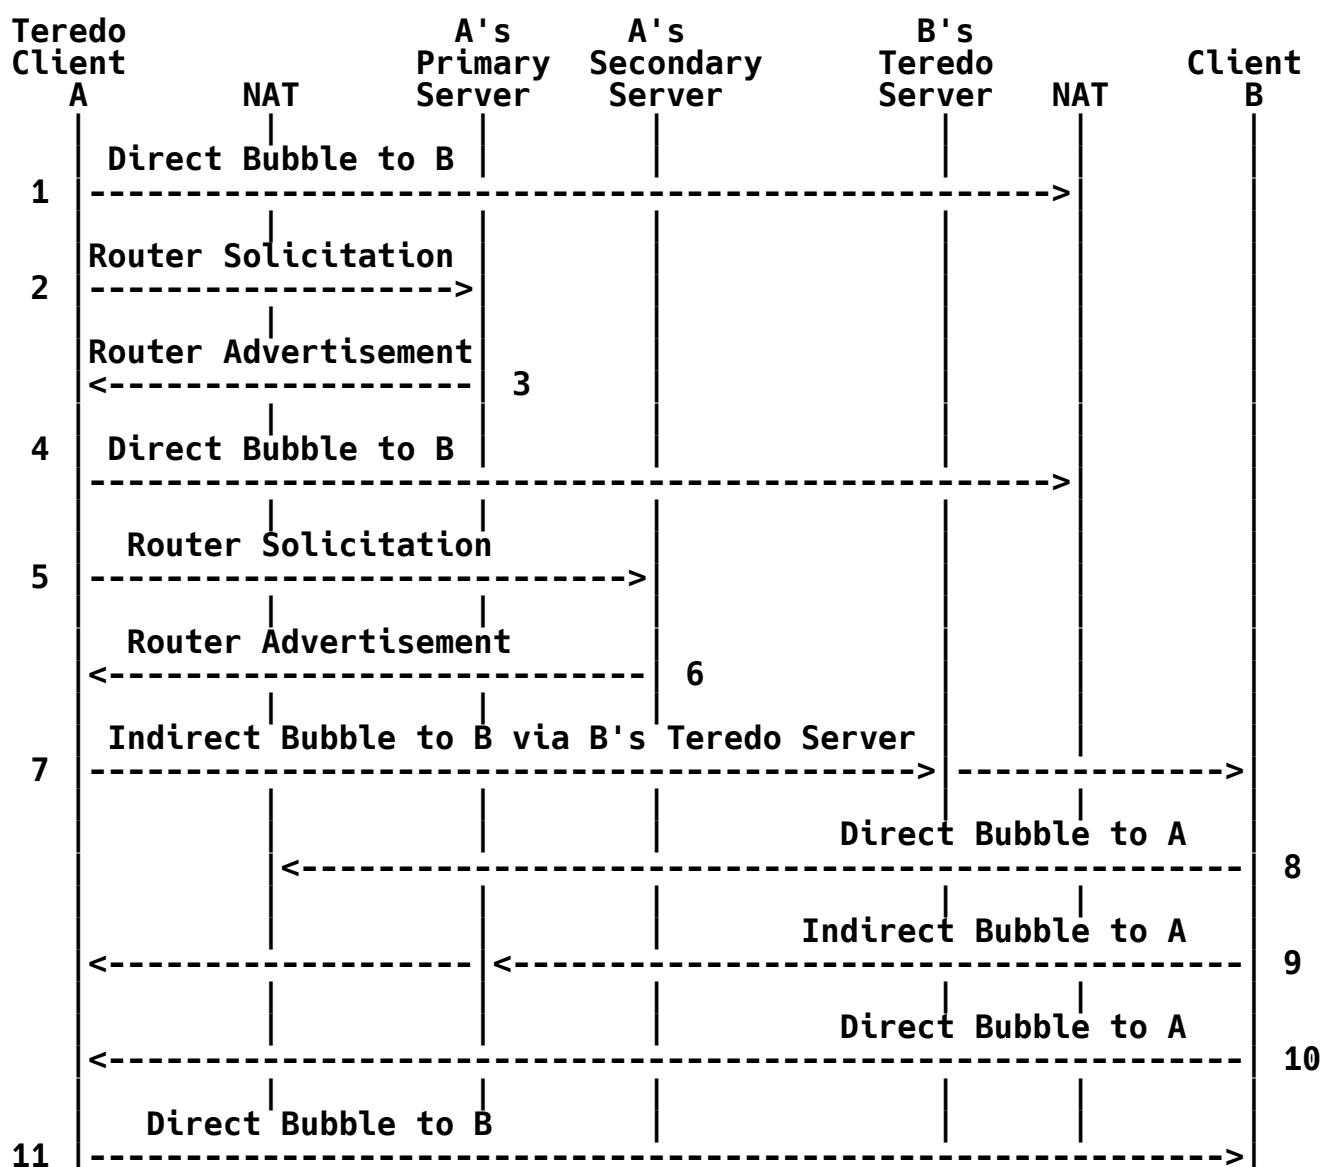 Teredo A's A's B's
Client Primary Secondary Teredo Client
A NAT Server Server Server NAT B
Direct Bubble to B
1
Router Solicitation
2
Router Advertisement
3
4 Direct Bubble to B
Router Solicitation
5
Router Advertisement
6
Indirect Bubble to B via B's Teredo Server
7
Direct Bubble to A
8
Indirect Bubble to A
9
Direct Bubble to A
10
Direct Bubble to B
11